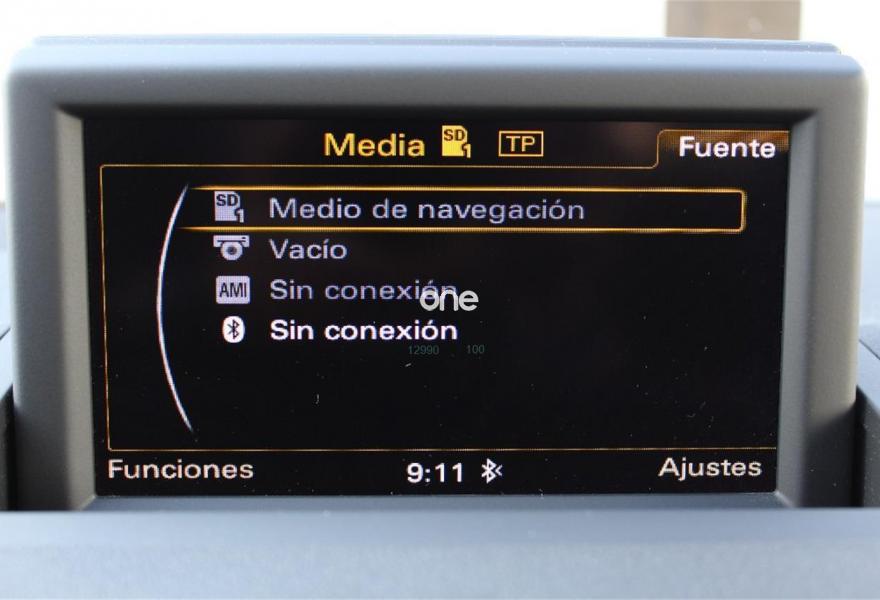 Media SD 1 TP Fuente
SD 1 Medio de navegación
Vacío
AMI Sin conexión
one
Sin conexión
12990 100
Funciones 9:11 Ajustes